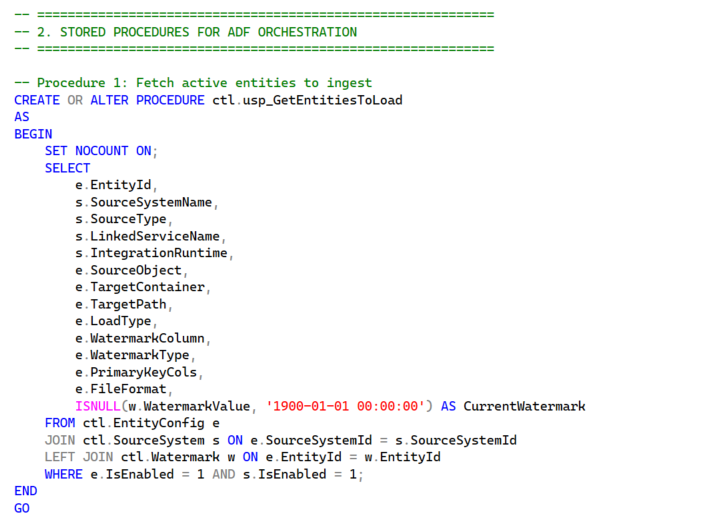 -- ============================================================
-- 2. STORED PROCEDURES FOR ADF ORCHESTRATION
-- ============================================================
-- Procedure 1: Fetch active entities to ingest
CREATE OR ALTER PROCEDURE ctl.usp_GetEntitiesToLoad
AS
BEGIN
    SET NOCOUNT ON;
    SELECT
        e.EntityId,
        s.SourceSystemName,
        s.SourceType,
        s.LinkedServiceName,
        s.IntegrationRuntime,
        e.SourceObject,
        e.TargetContainer,
        e.TargetPath,
        e.LoadType,
        e.WatermarkColumn,
        e.WatermarkType,
        e.PrimaryKeyCols,
        e.FileFormat,
        ISNULL(w.WatermarkValue, '1900-01-01 00:00:00') AS CurrentWatermark
    FROM ctl.EntityConfig e
    JOIN ctl.SourceSystem s ON e.SourceSystemId = s.SourceSystemId
    LEFT JOIN ctl.Watermark w ON e.EntityId = w.EntityId
    WHERE e.IsEnabled = 1 AND s.IsEnabled = 1;
END
GO